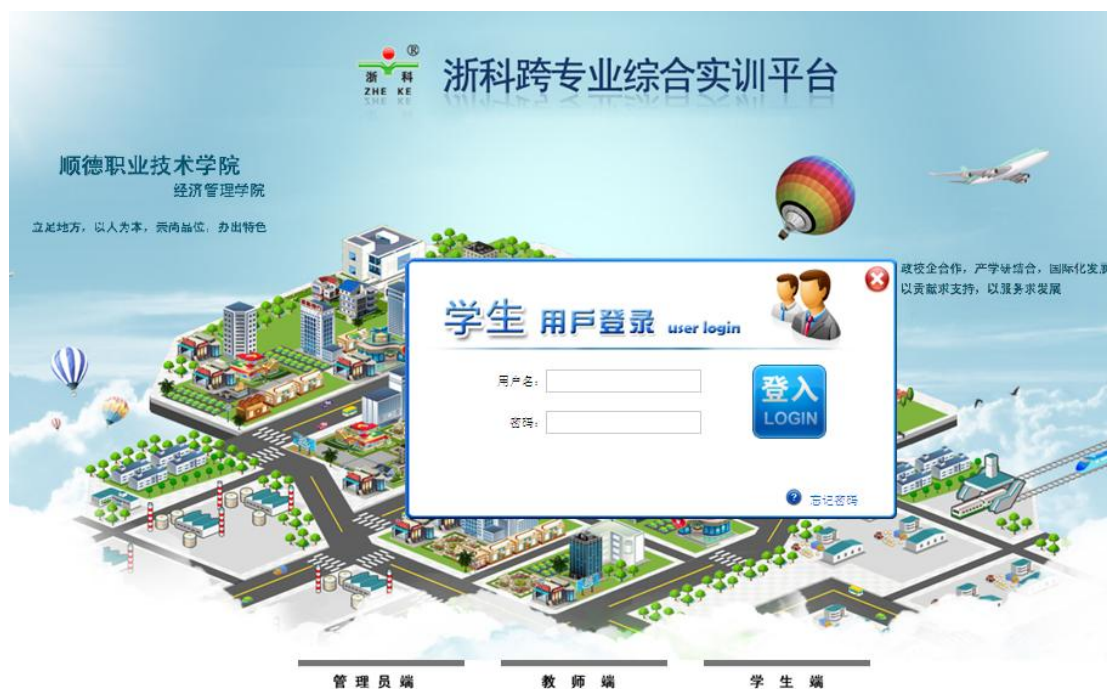 浙科
ZHE KE
®
浙科跨专业综合实训平台
顺德职业技术学院
经济管理学院
立足地方，以人为本，崇尚品位，办出特色
政校企合作，产学研结合，国际化发展
以贡献求支持，以服务求发展
学生 用戶登录 user login
用户名：
登入
LOGIN
密码：
忘记密码
管理员端
教师端
学生端